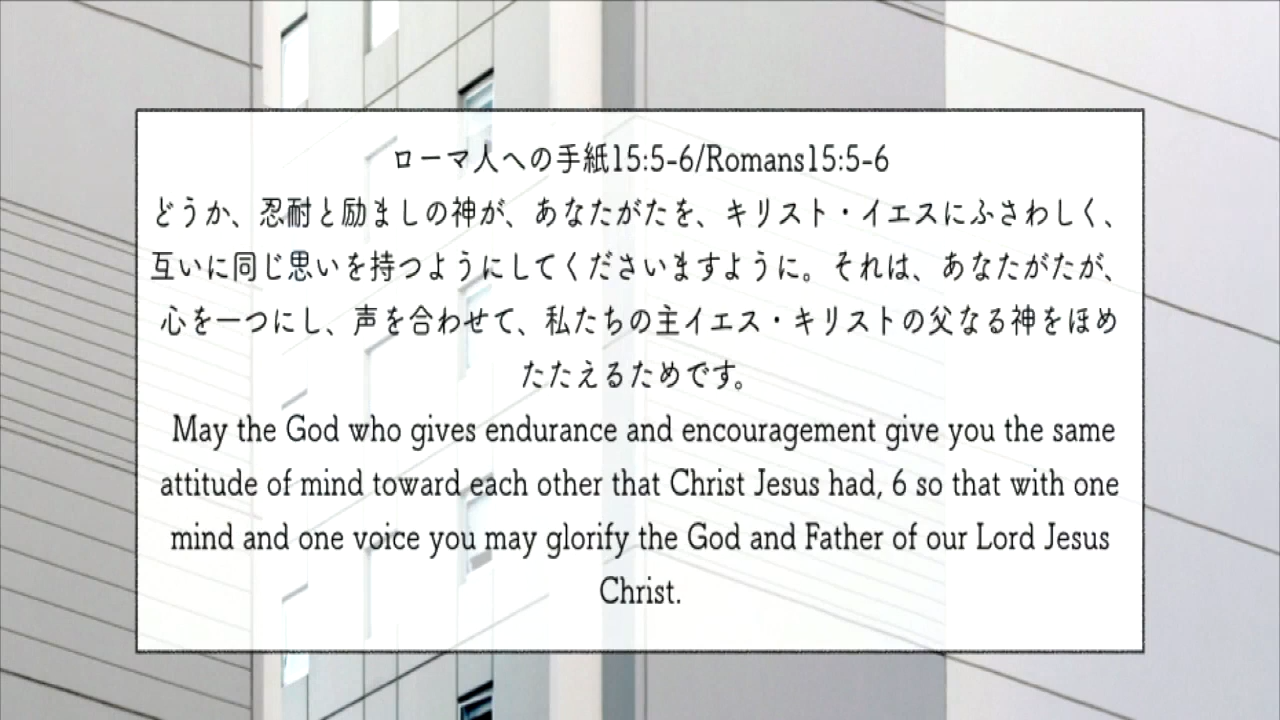 ローマ人への手紙15:5-6/Romans15:5-6
どうか、忍耐と励ましの神が、あなたがたを、キリスト・イエスにふさわしく、
互いに同じ思いを持つようにしてくださいますように。それは、あなたがたが、
心を一つにし、声を合わせて、私たちの主イエス・キリストの父なる神をほめ
たたえるためです。
May the God who gives endurance and encouragement give you the same
attitude of mind toward each other that Christ Jesus had, 6 so that with one
mind and one voice you may glorify the God and Father of our Lord Jesus
Christ.